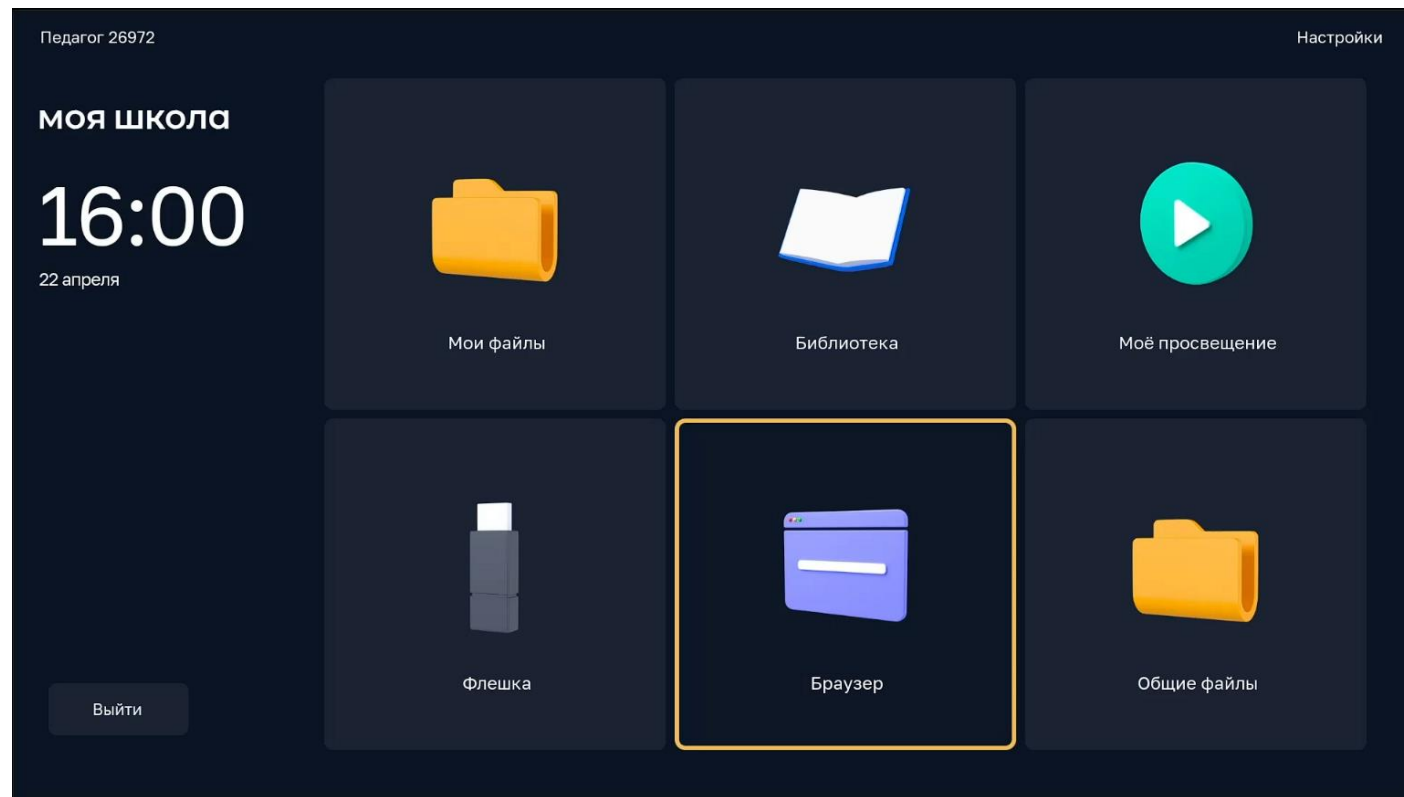 Педагог 26972
Настройки
моя школа
16:00
22 апреля
Мои файлы
Библиотека
Моё просвещение
Флешка
Браузер
Общие файлы
Выйти